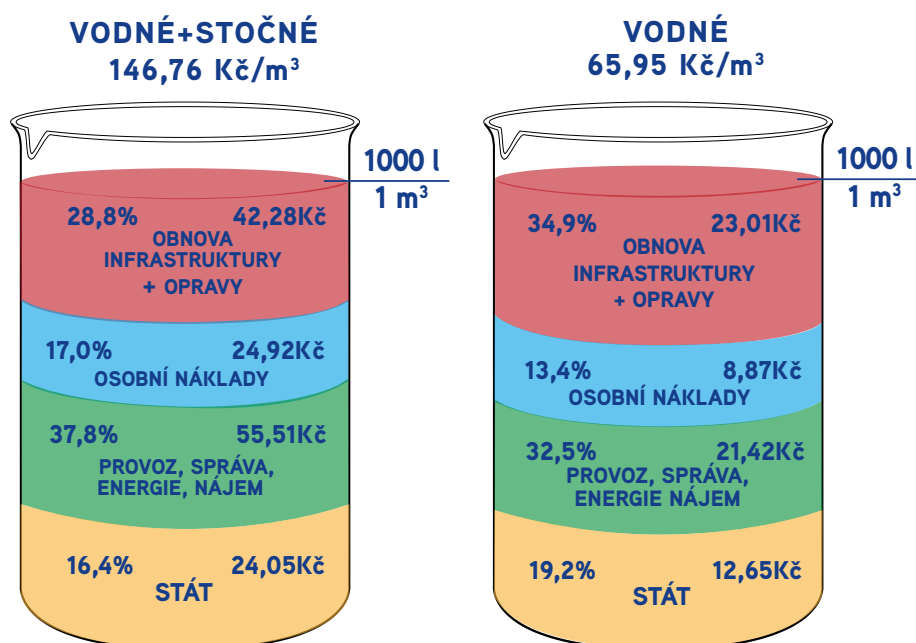 VODNÉ+STOČNÉ
146,76 Kč/m³
1000 l
1 m³
28,8% 42,28Kč
OBNOVA
INFRASTRUKTURY
+ OPRAVY
17,0% 24,92Kč
OSOBNÍ NÁKLADY
37,8% 55,51Kč
PROVOZ, SPRÁVA,
ENERGIE, NÁJEM
16,4% 24,05Kč
STÁT
VODNÉ
65,95 Kč/m³
1000 l
1 m³
34,9% 23,01Kč
OBNOVA
INFRASTRUKTURY
+ OPRAVY
13,4% 8,87Kč
OSOBNÍ NÁKLADY
32,5% 21,42Kč
PROVOZ, SPRÁVA,
ENERGIE NÁJEM
19,2% 12,65Kč
STÁT